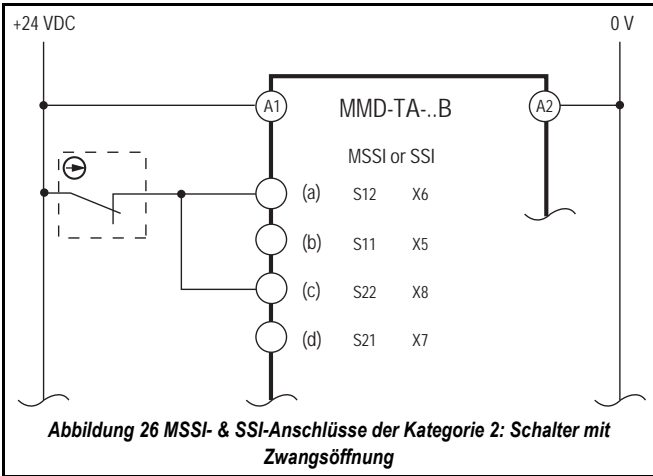 +24 VDC 0 V
A1 MMD-TA-..B A2
MSSI or SSI
(a) S12 X6
(b) S11 X5
(c) S22 X8
(d) S21 X7
Abbildung 26 MSSI- & SSI-Anschlüsse der Kategorie 2: Schalter mit
Zwangsöffnung